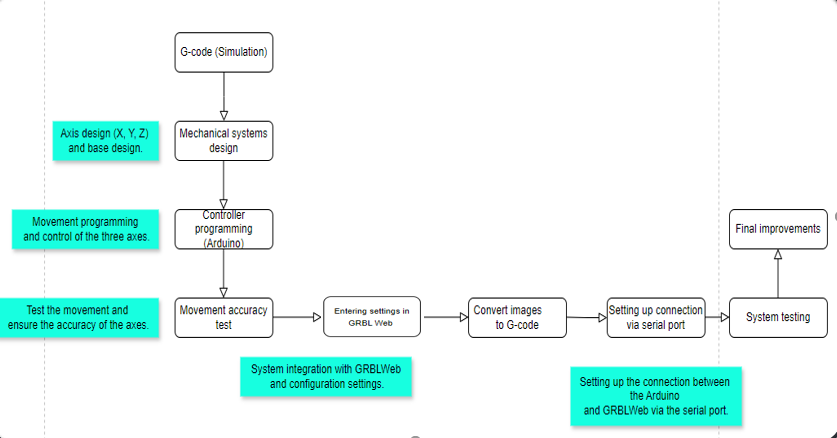 G-code (Simulation)
Axis design (X, Y, Z)
and base design.
Mechanical systems
design
Movement programming
and control of the three axes.
Controller
programming
(Arduino)
Final improvements
Test the movement and
ensure the accuracy of the axes.
Movement accuracy
test
Entering settings in
GRBL Web
Convert images
to G-code
Setting up connection
via serial port
System testing
System integration with GRBLWeb
and configuration settings.
Setting up the connection between
the Arduino
and GRBLWeb via the serial port.